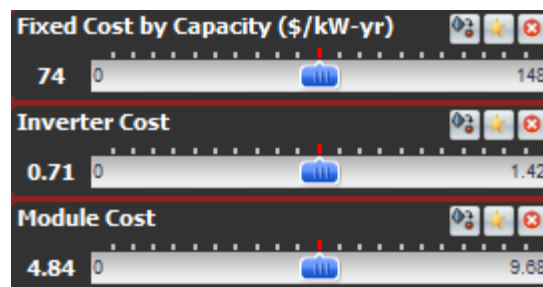 Fixed Cost by Capacity ($/kW-yr)
74 0 148
Inverter Cost
0.71 0 1.42
Module Cost
4.84 0 9.68